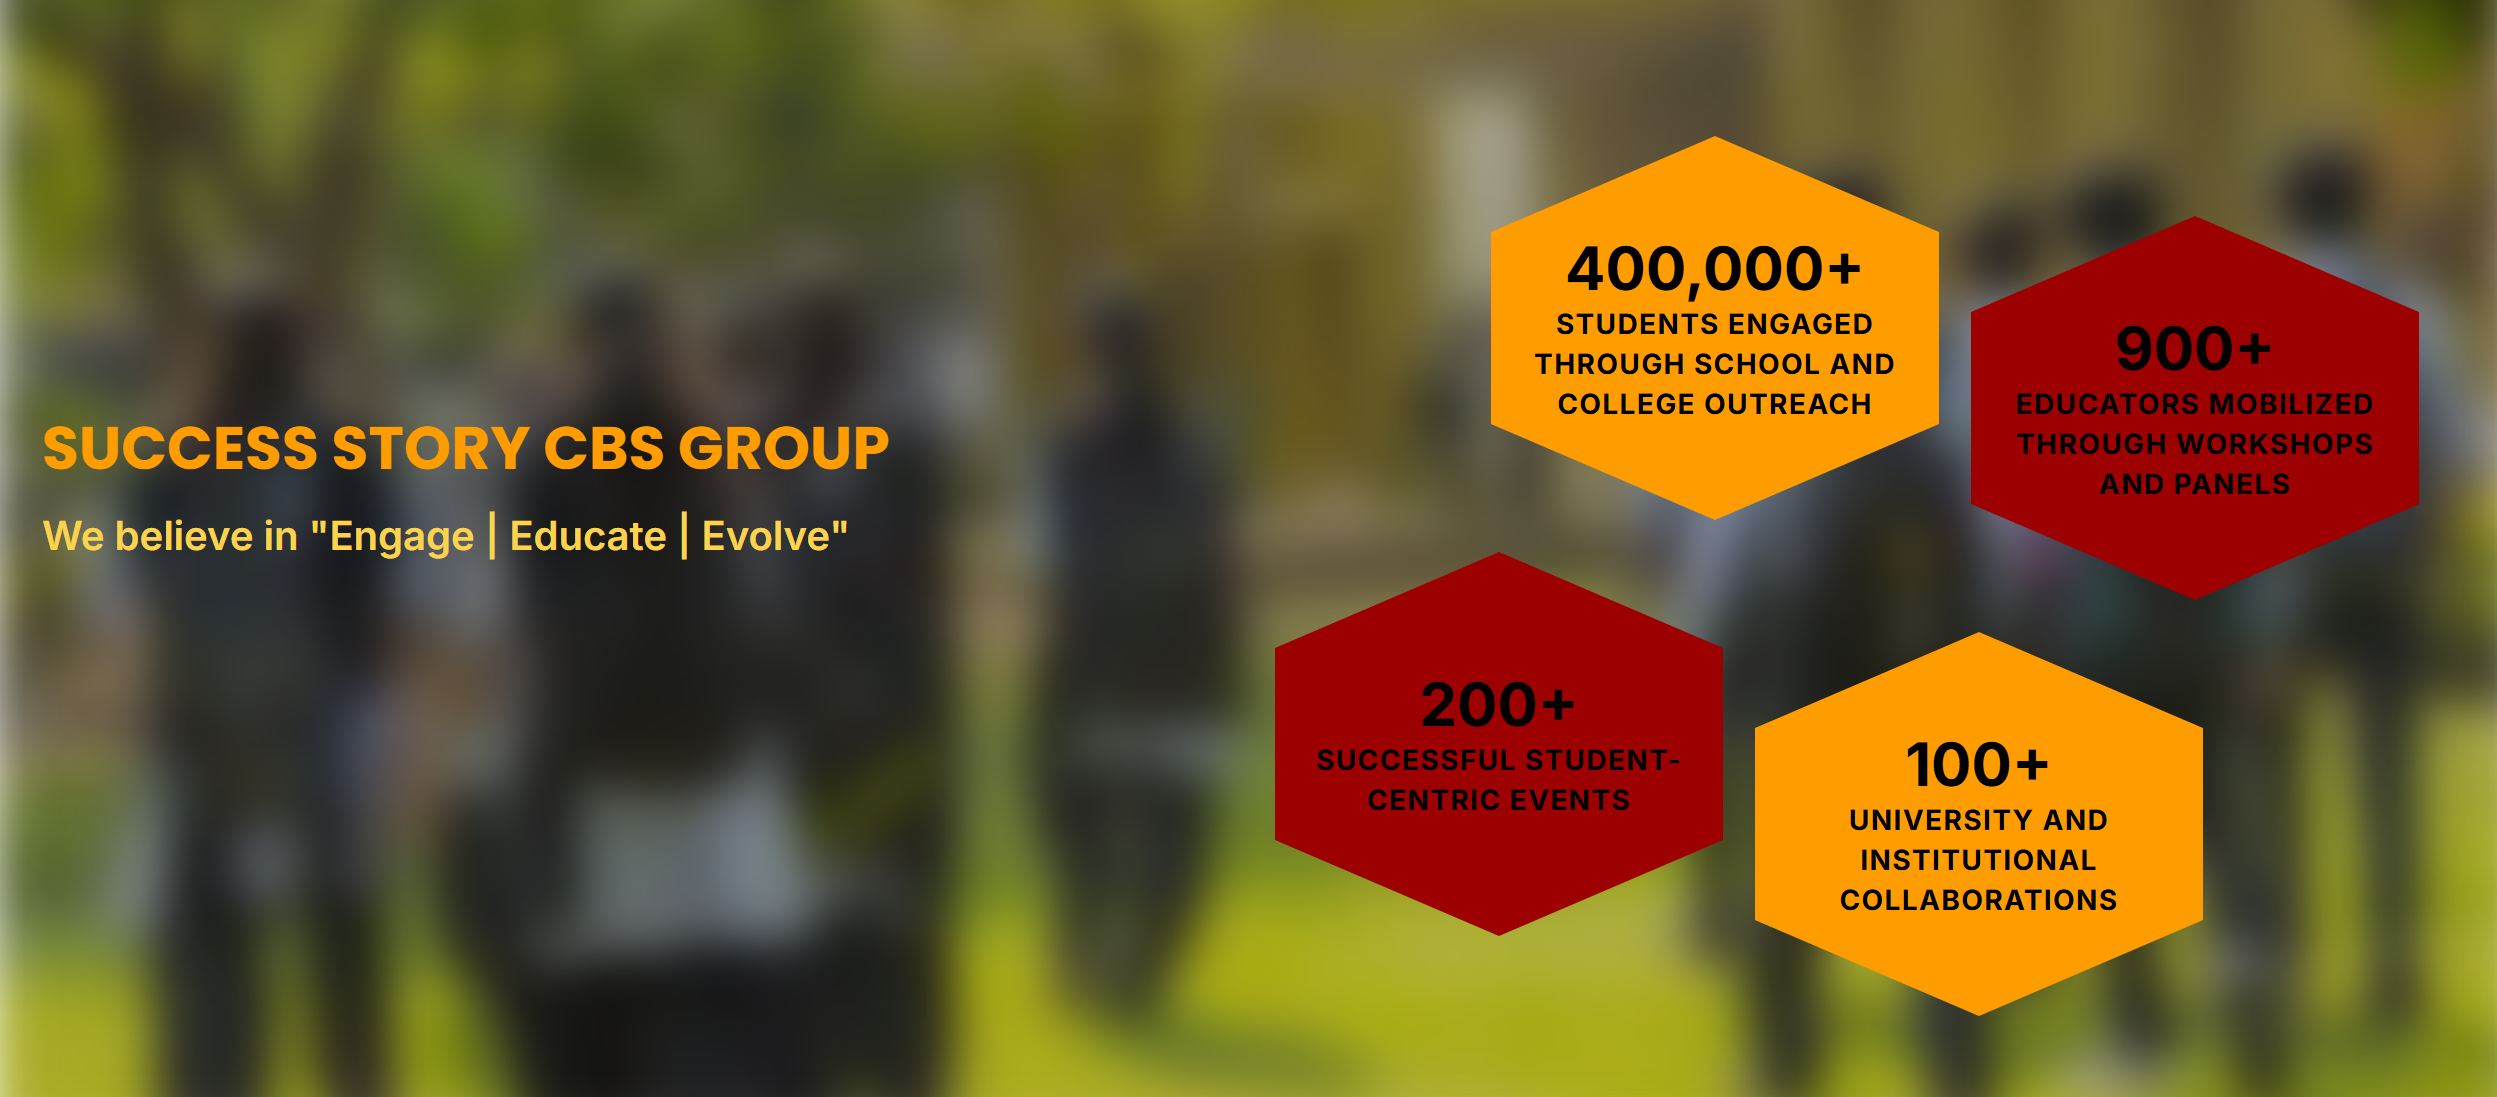 SUCCESS STORY CBS GROUP
We believe in "Engage | Educate | Evolve"
400,000+
STUDENTS ENGAGED
THROUGH SCHOOL AND
COLLEGE OUTREACH
900+
EDUCATORS MOBILIZED
THROUGH WORKSHOPS
AND PANELS
200+
SUCCESSFUL STUDENT-
CENTRIC EVENTS
100+
UNIVERSITY AND
INSTITUTIONAL
COLLABORATIONS